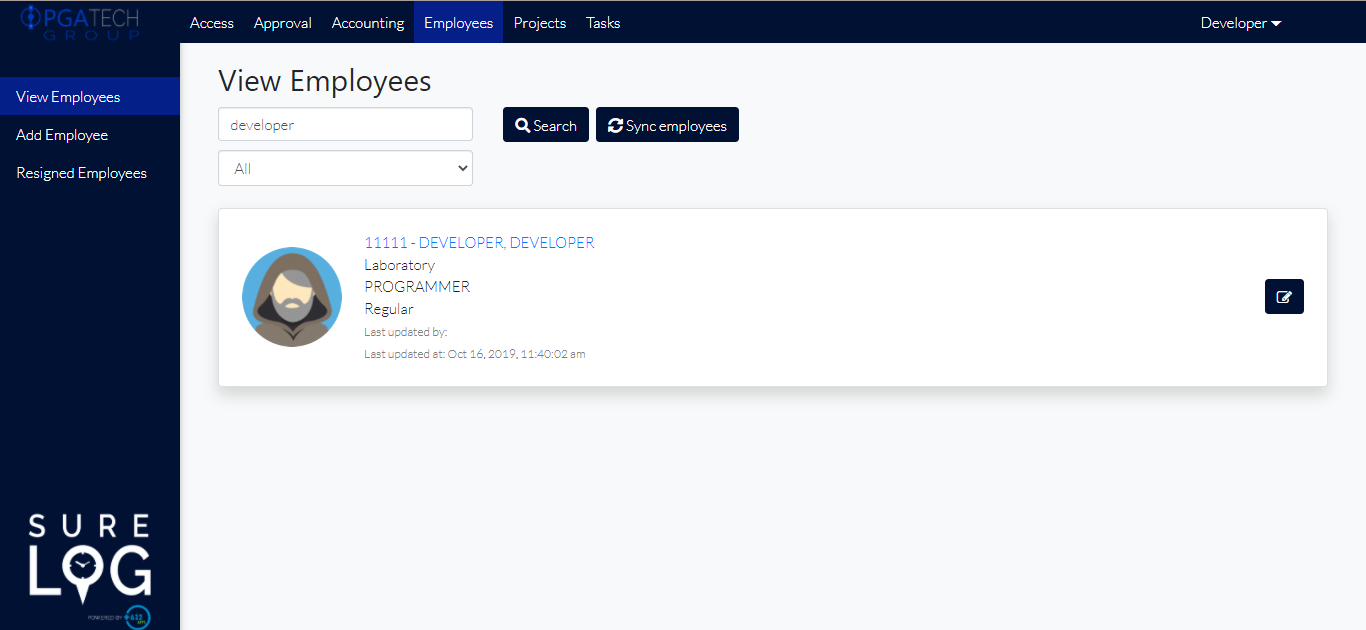 PGATECH
GROUP
Access Approval Accounting Employees Projects Tasks Developer
View Employees
Add Employee
Resigned Employees
View Employees
developer Search Sync employees
All
11111 - DEVELOPER, DEVELOPER
Laboratory
PROGRAMMER
Regular
Last updated by:
Last updated at: Oct 16, 2019, 11:40:02 am
SURE
LOG
POWERED BY